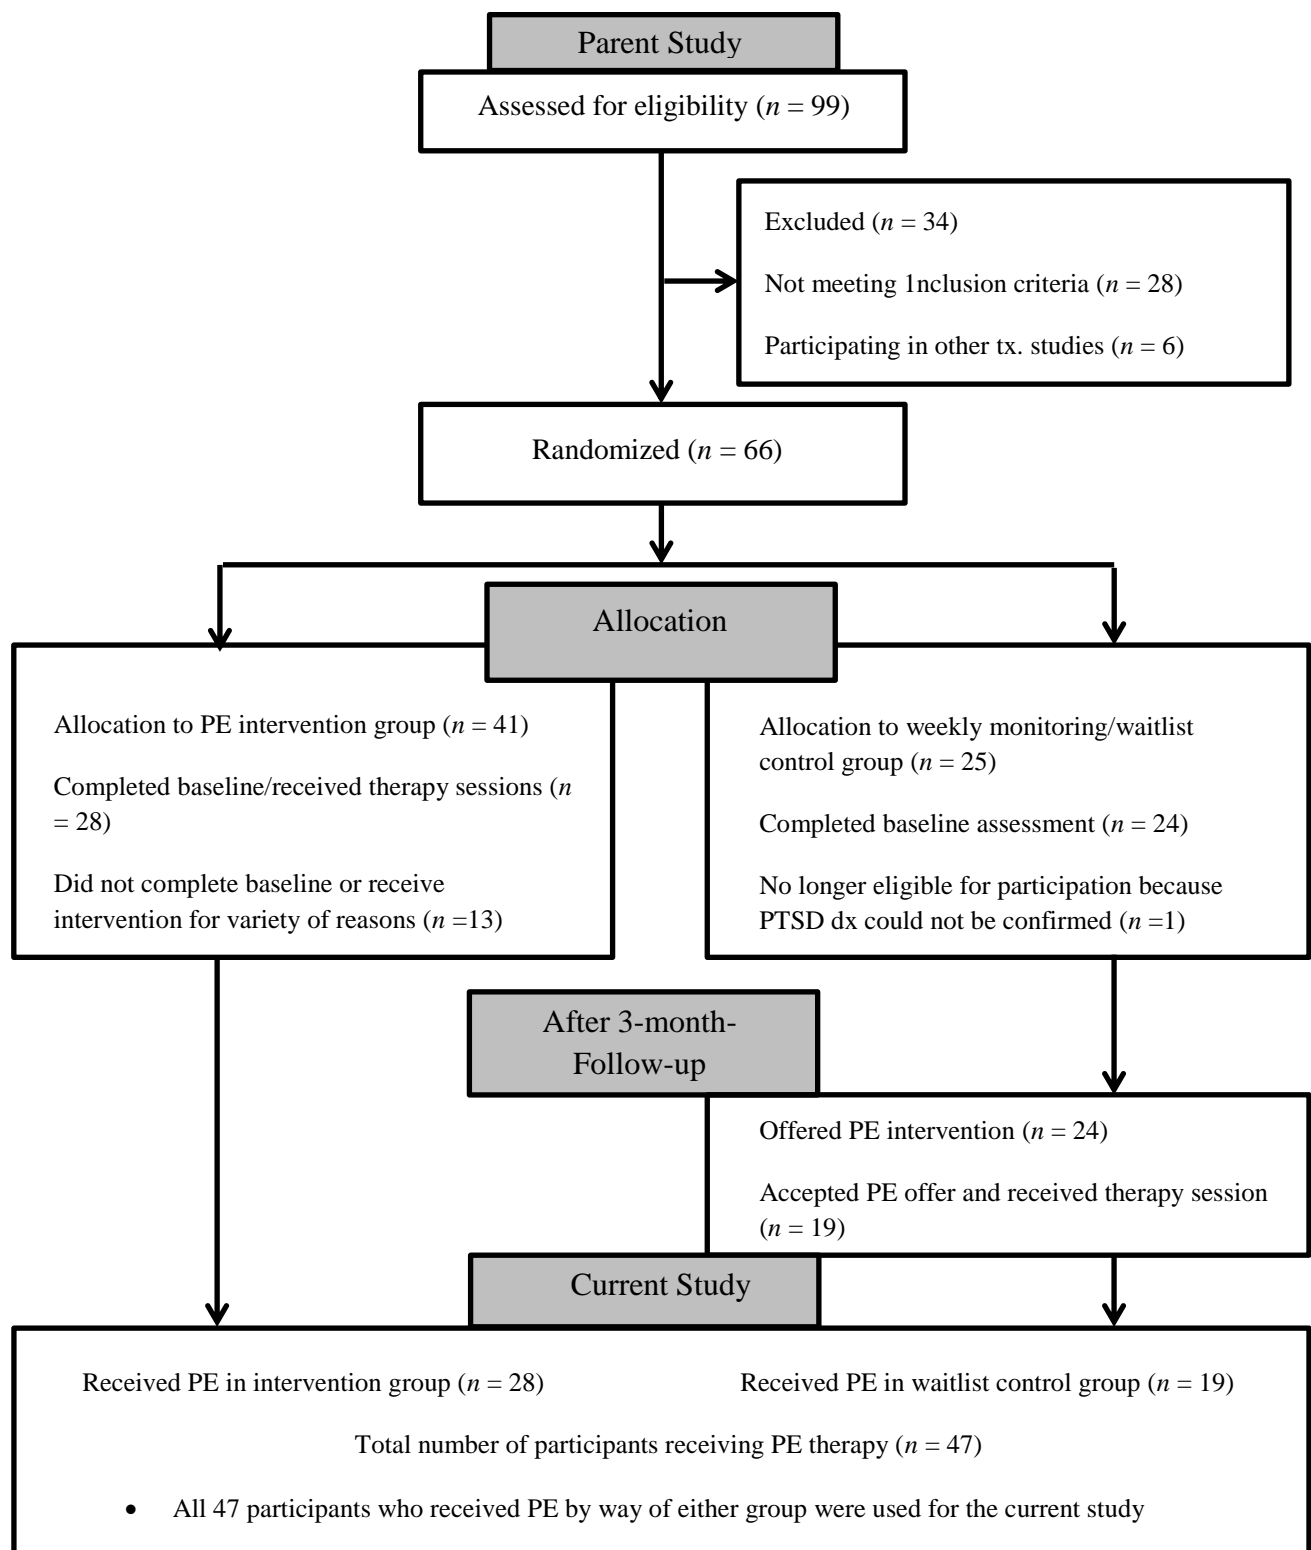 Parent Study
Assessed for eligibility (n = 99)
Excluded (n = 34)
Not meeting 1nclusion criteria (n = 28)
Participating in other tx. studies (n = 6)
Randomized (n = 66)
Allocation
Allocation to PE intervention group (n = 41)
Completed baseline/received therapy sessions (n
= 28)
Did not complete baseline or receive
intervention for variety of reasons (n =13)
Allocation to weekly monitoring/waitlist
control group (n = 25)
Completed baseline assessment (n = 24)
No longer eligible for participation because
PTSD dx could not be confirmed (n =1)
After 3-month-
Follow-up
Offered PE intervention (n = 24)
Accepted PE offer and received therapy session
(n = 19)
Current Study
Received PE in intervention group (n = 28)
Received PE in waitlist control group (n = 19)
Total number of participants receiving PE therapy (n = 47)
• All 47 participants who received PE by way of either group were used for the current study